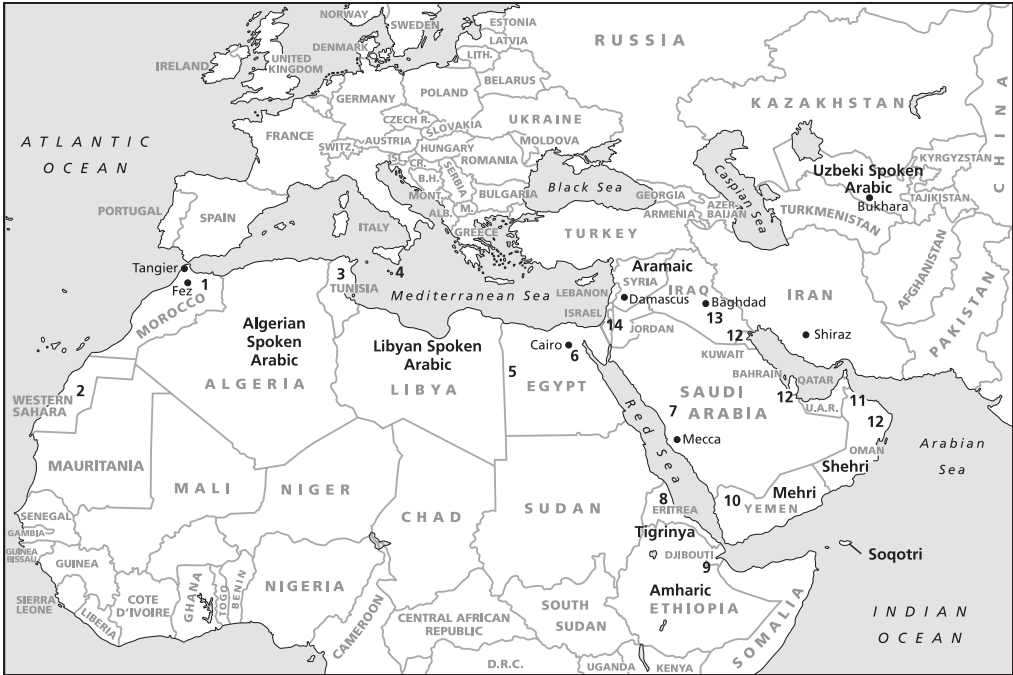 NORWAY
SWEDEN
ESTONIA
LATVIA
LITH.
RUSSIA
DENMARK
IRELAND
UNITED
KINGDOM
BELARUS
GERMANY
POLAND
KAZAKHSTAN
CHINA
ATLANTIC
OCEAN
FRANCE
CZECH R.
SLOVAKIA
UKRAINE
SWITZ.
AUSTRIA
HUNGARY
MOLDOVA
SL.
CR.
ROMANIA
B.H.
SERBIA
MONT.
BULGARIA
ALB.
M.
Black Sea
Caspian Sea
GEORGIA
ARMENIA
AZER
BAIJAN
Uzbeki Spoken
Arabic
Bukhara
KYRGYZSTAN
TAJIKISTAN
TURKMENISTAN
PORTUGAL
SPAIN
ITALY
GREECE
TURKEY
AFGHANISTAN
PAKISTAN
Tangier
Fez
1
MOROCCO
3
TUNISIA
4
Mediterranean Sea
LEBANON
ISRAEL
Aramaic
SYRIA
Damascus
IRAQ
Baghdad
13
IRAN
Shiraz
14
JORDAN
12
KUWAIT
Algerian
Spoken
Arabic
ALGERIA
Libyan Spoken
Arabic
LIBYA
Cairo
6
5
EGYPT
BAHRAIN
QATAR
12
U.A.R.
11
12
OMAN
2
WESTERN
SAHARA
SAUDI
ARABIA
7
Mecca
Red Sea
Arabian
Sea
Shehri
Mehri
10
YEMEN
MAURITANIA
MALI
NIGER
CHAD
SUDAN
8
ERITREA
Tigrinya
DJIBOUTI
9
Soqotri
SENEGAL
GAMBIA
GUINEA
BISSAU
GUINEA
SIERRA
LEONE
LIBERIA
COTE
D'IVOIRE
GHANA
TOGO
BENIN
NIGERIA
CAMEROON
CENTRAL AFRICAN
REPUBLIC
SOUTH
SUDAN
Amharic
ETHIOPIA
SOMALIA
INDIAN
OCEAN
D.R.C.
UGANDA
KENYA